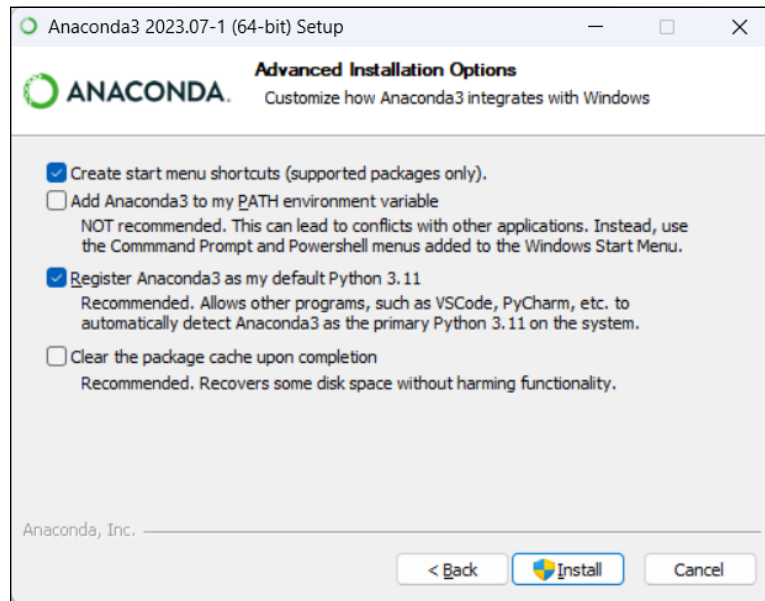 Anaconda3 2023.07-1 (64-bit) Setup
ANACONDA.
Advanced Installation Options
Customize how Anaconda3 integrates with Windows
Create start menu shortcuts (supported packages only).
Add Anaconda3 to my PATH environment variable
NOT recommended. This can lead to conflicts with other applications. Instead, use
the Commmand Prompt and Powershell menus added to the Windows Start Menu.
Register Anaconda3 as my default Python 3.11
Recommended. Allows other programs, such as VSCode, PyCharm, etc. to
automatically detect Anaconda3 as the primary Python 3.11 on the system.
Clear the package cache upon completion
Recommended. Recovers some disk space without harming functionality.
Anaconda, Inc.
< Back
Install
Cancel